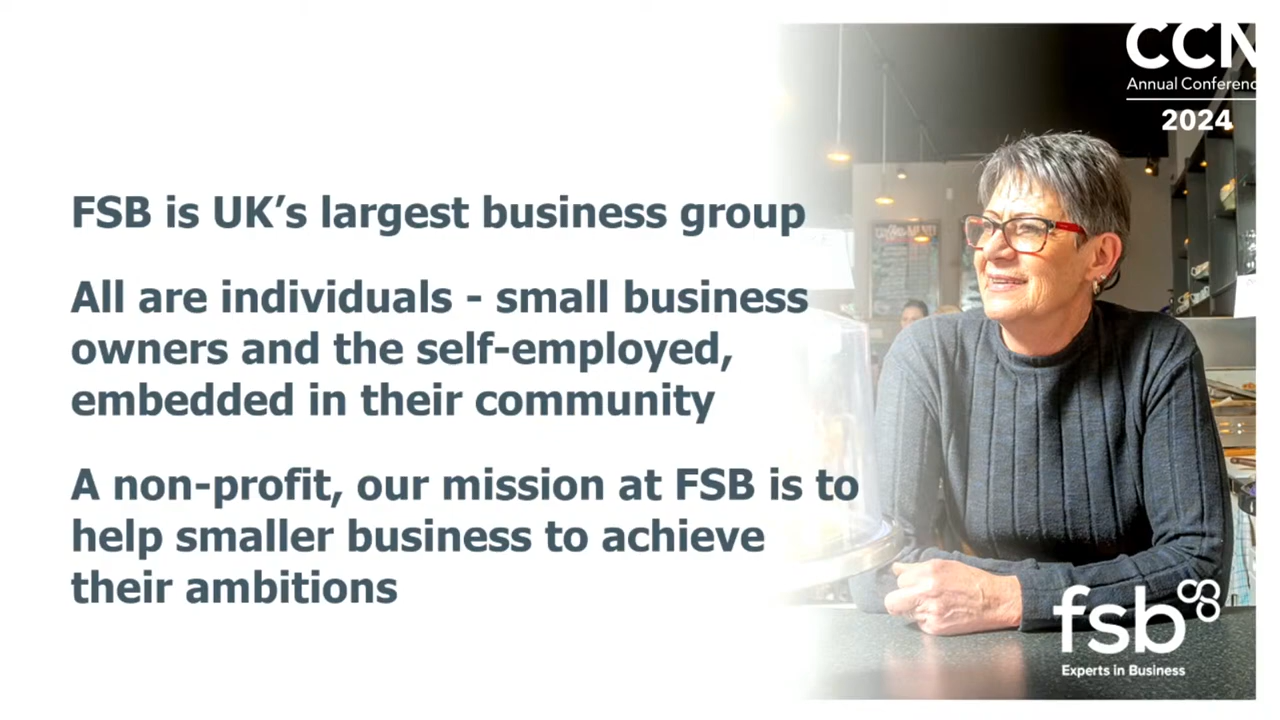 CCN
Annual Conferenc
2024
FSB is UK's largest business group
All are individuals - small business
owners and the self-employed,
embedded in their community
A non-profit, our mission at FSB is to
help smaller business to achieve
their ambitions
fsb
Experts in Business